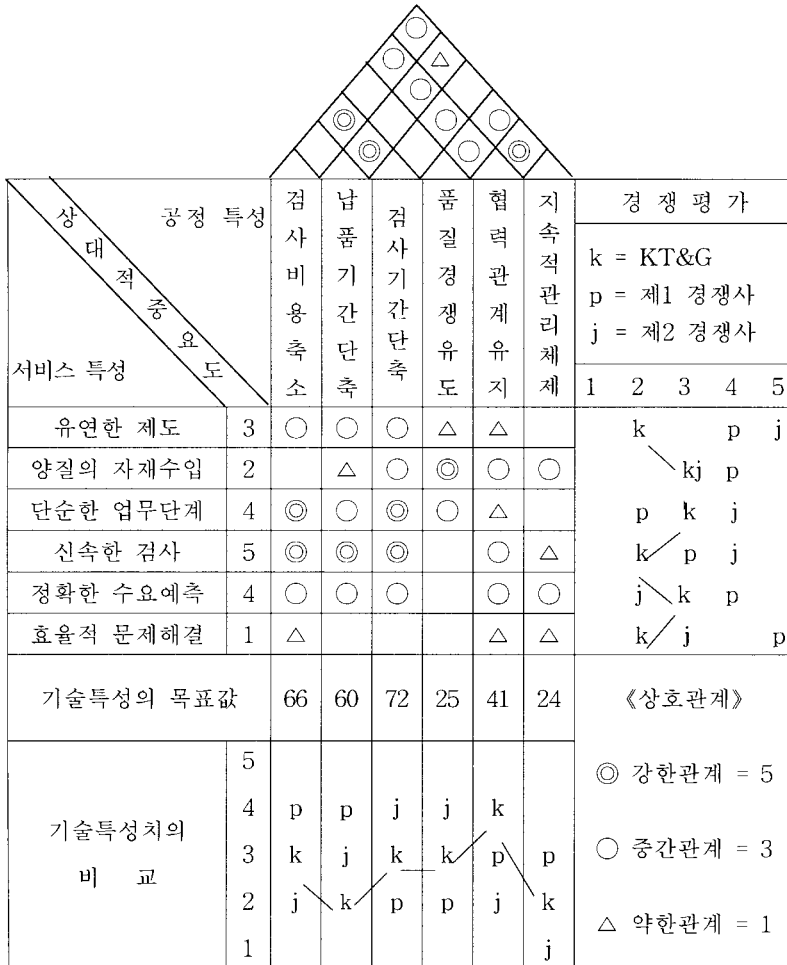 상대적중요도
공정 특성
서비스 특성
검사비용축소
납품기간단축
검사기간단축
품질경쟁유도
협력관계유지
지속적관리체제
경 쟁 평 가
k = KT&G
p = 제1 경쟁사
j = 제2 경쟁사
1 2 3 4 5
유연한 제도 3 ○ ○ ○ △ △ k p j
양질의 자재수입 2 △ ○ ◎ ○ ○ kj p
단순한 업무단계 4 ◎ ○ ◎ ○ △ p k j
신속한 검사 5 ◎ ◎ ◎ ○ △ k p j
정확한 수요예측 4 ○ ○ ○ ○ ○ j k p
효율적 문제해결 1 △ △ △ k j p
기술특성의 목표값 66 60 72 25 41 24
《상호관계》
◎ 강한관계 = 5
○ 중간관계 = 3
△ 약한관계 = 1
기술특성치의
비 교
5
4 p p j j k
3 k j k k p p
2 j k p p j k
1 j